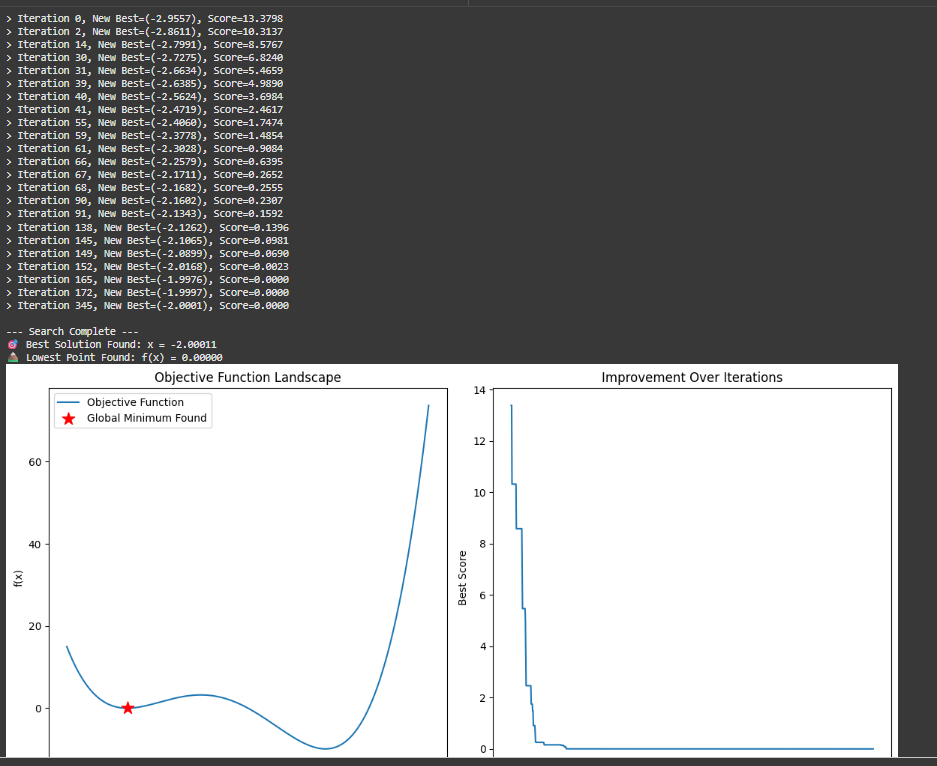 > Iteration 0, New Best=(-2.9557), Score=13.3798
> Iteration 2, New Best=(-2.8611), Score=10.3137
> Iteration 14, New Best=(-2.7991), Score=8.5767
> Iteration 30, New Best=(-2.7275), Score=6.8240
> Iteration 31, New Best=(-2.6634), Score=5.4659
> Iteration 39, New Best=(-2.6385), Score=4.9890
> Iteration 40, New Best=(-2.5624), Score=3.6984
> Iteration 41, New Best=(-2.4719), Score=2.4617
> Iteration 55, New Best=(-2.4060), Score=1.7474
> Iteration 59, New Best=(-2.3778), Score=1.4854
> Iteration 61, New Best=(-2.3028), Score=0.9084
> Iteration 66, New Best=(-2.2579), Score=0.6395
> Iteration 67, New Best=(-2.1711), Score=0.2652
> Iteration 68, New Best=(-2.1682), Score=0.2555
> Iteration 90, New Best=(-2.1602), Score=0.2307
> Iteration 91, New Best=(-2.1343), Score=0.1592
> Iteration 138, New Best=(-2.1262), Score=0.1396
> Iteration 145, New Best=(-2.1065), Score=0.0981
> Iteration 149, New Best=(-2.0899), Score=0.0690
> Iteration 152, New Best=(-2.0168), Score=0.0023
> Iteration 165, New Best=(-1.9976), Score=0.0000
> Iteration 172, New Best=(-1.9997), Score=0.0000
> Iteration 345, New Best=(-2.0001), Score=0.0000
--- Search Complete ---
🎯 Best Solution Found: x = -2.00011
Lowest Point Found: f(x) = 0.00000
Objective Function Landscape
Objective Function
Global Minimum Found
60
40
20
0
f(x)
Improvement Over Iterations
14
12
10
8
6
4
2
0
Best Score